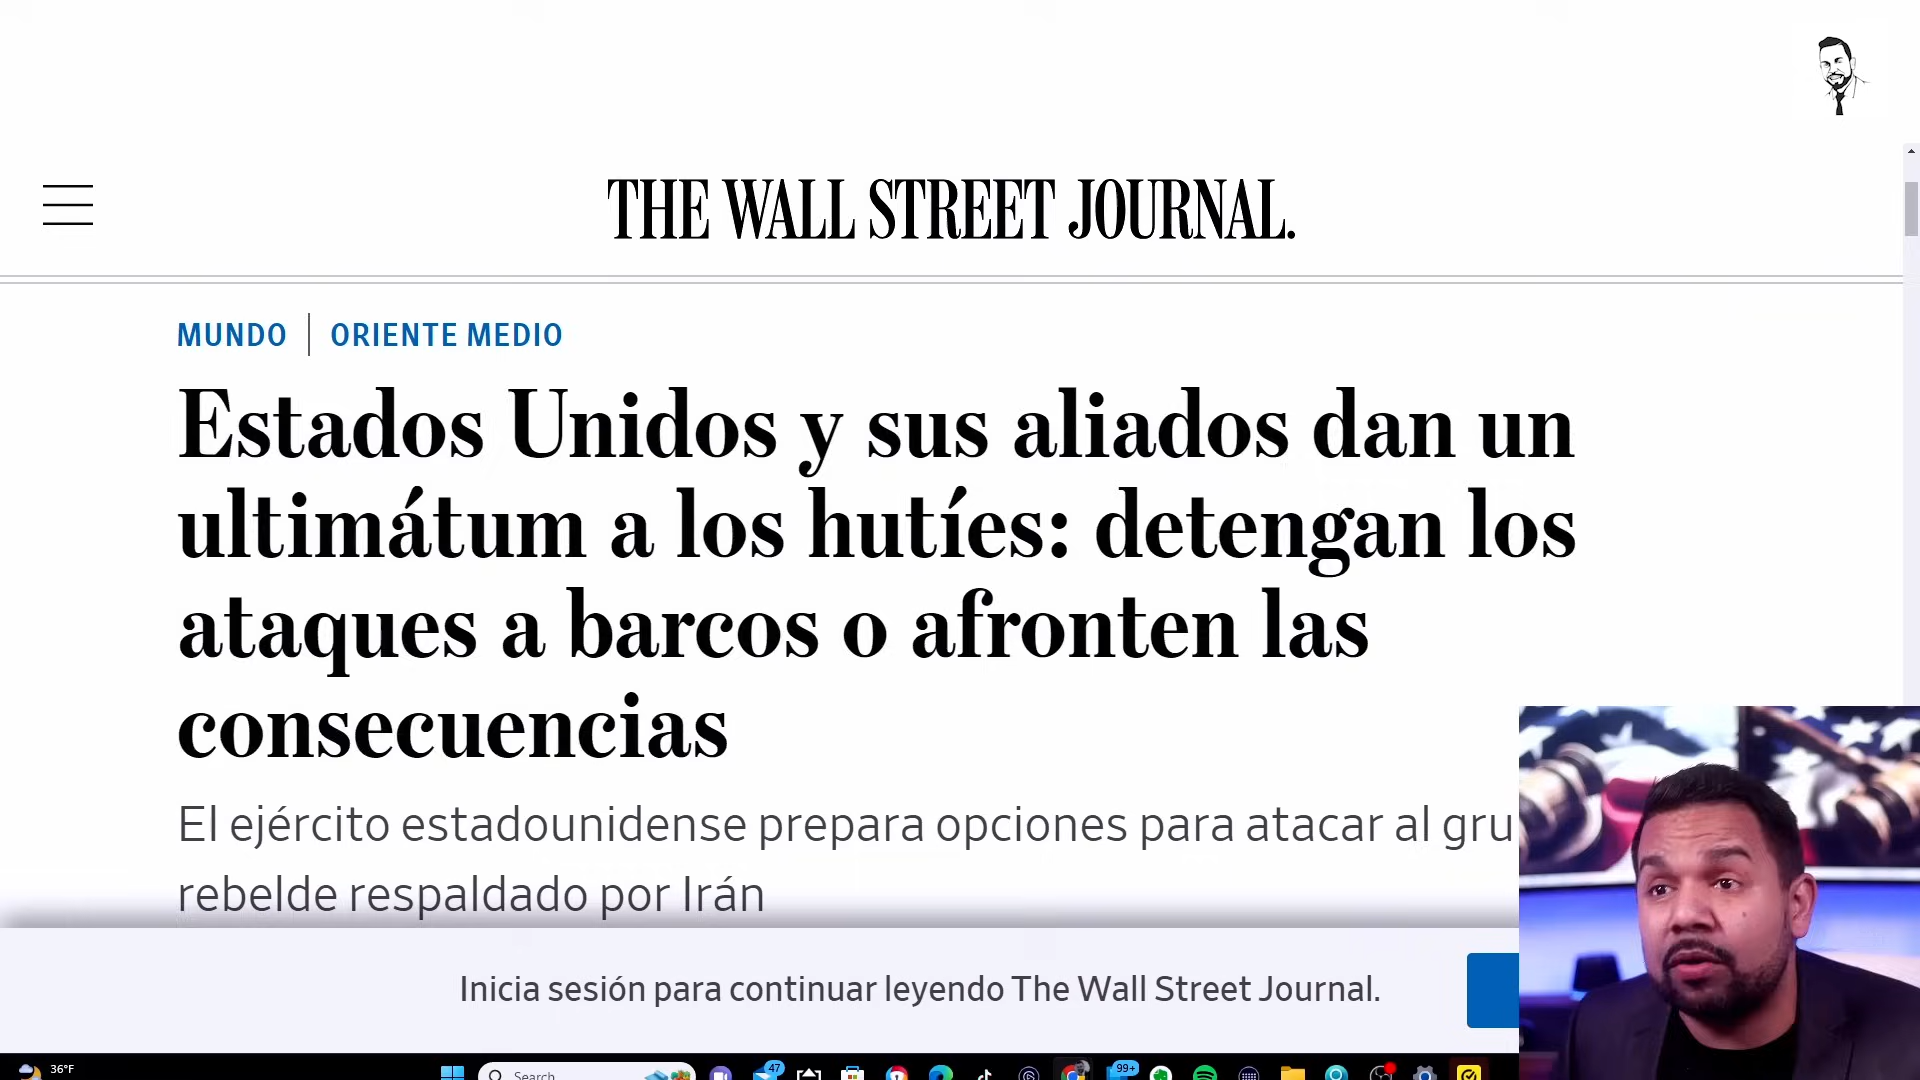 THE WALL STREET JOURNAL.
MUNDO | ORIENTE MEDIO
Estados Unidos y sus aliados dan un
ultimátum a los hutíes: detengan los
ataques a barcos o afronten las
consecuencias
El ejército estadounidense prepara opciones para atacar al
rebelde respaldado por Irán
Inicia sesión para continuar leyendo The Wall Street Journal.
36°F
Search
47
99+